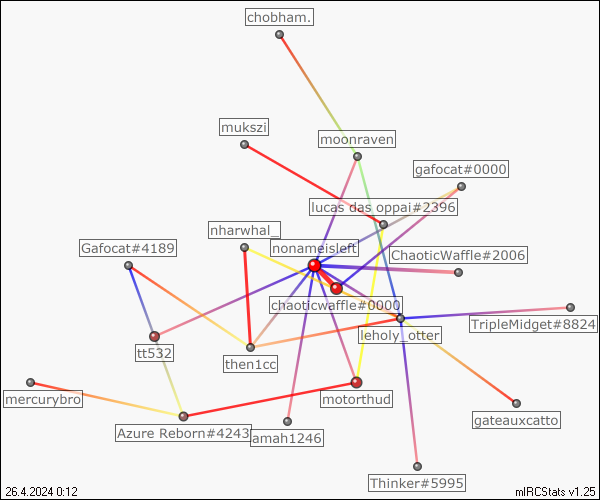 chobham.
mukszi
moonraven
gafocat#0000
lucas das oppai#2396
nharwhal_
Gafocat#4189
nonameisleft
ChaoticWaffle#2006
chaoticwaffle#0000
TripleMidget#8824
leholy_otter
tt532
then1cc
mercurybro
motorthud
gateauxcatto
Azure Reborn#4243
amah1246
Thinker#5995
26.4.2024 0:12
mIRCStats v1.25